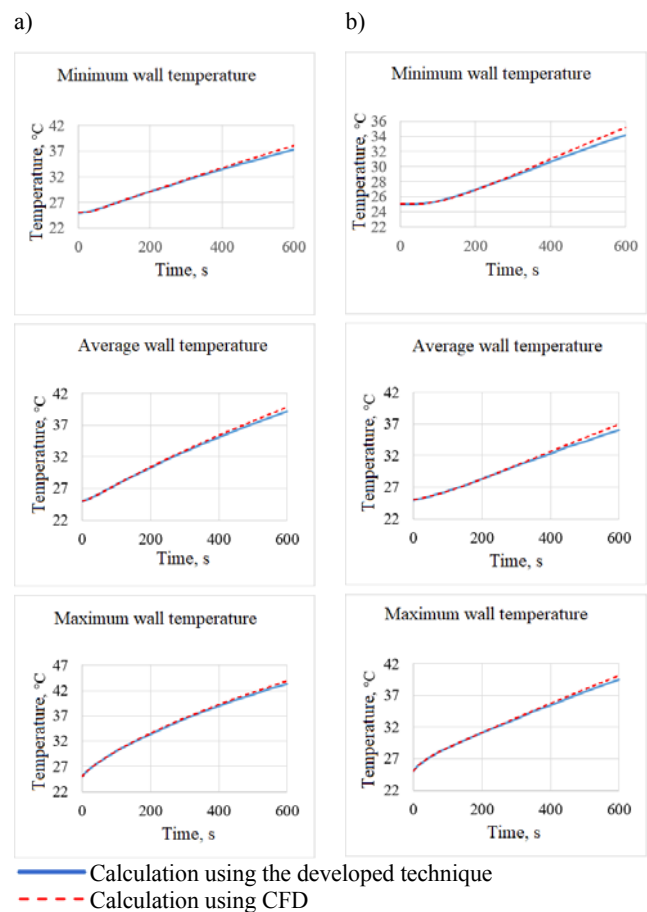 a)
b)
Minimum wall temperature
Temperature, °C
42
37
32
27
22
0 200 400 600
Time, s
Minimum wall temperature
Temperature, °C
36
34
32
30
28
26
24
22
0 200 400 600
Time, s
Average wall temperature
Temperature, °C
42
37
32
27
22
0 200 400 600
Time, s
Average wall temperature
Temperature, °C
42
37
32
27
22
0 200 400 600
Time, s
Maximum wall temperature
Temperature, °C
47
42
37
32
27
22
0 200 400 600
Time, s
Maximum wall temperature
Temperature, °C
42
37
32
27
22
0 200 400 600
Time, s
Calculation using the developed technique
Calculation using CFD